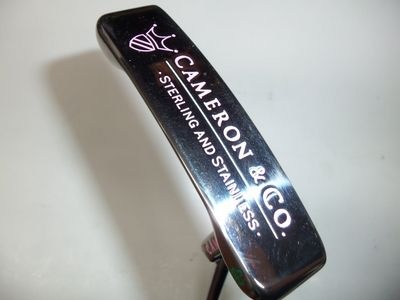 CAMERON & CO.
·STERLING AND STAINLESS·